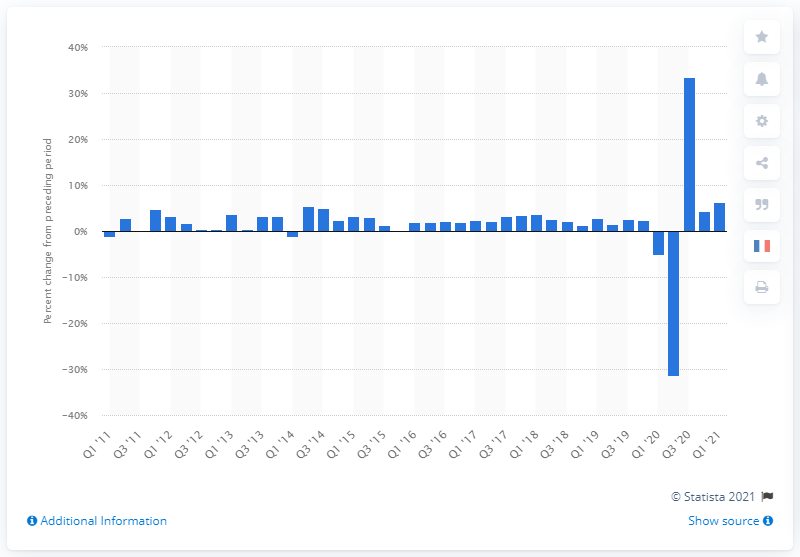 40%
30%
20%
10%
0%
−10%
−20%
−30%
−40%
Percent change from preceding period
Q1 '11
Q3 '11
Q1 '12
Q3 '12
Q1 '13
Q3 '13
Q1 '14
Q3 '14
Q1 '15
Q3 '15
Q1 '16
Q3 '16
Q1 '17
Q3 '17
Q1 '18
Q3 '18
Q1 '19
Q3 '19
Q1 '20
Q3 '20
Q1 '21
© Statista 2021
Additional Information
Show source